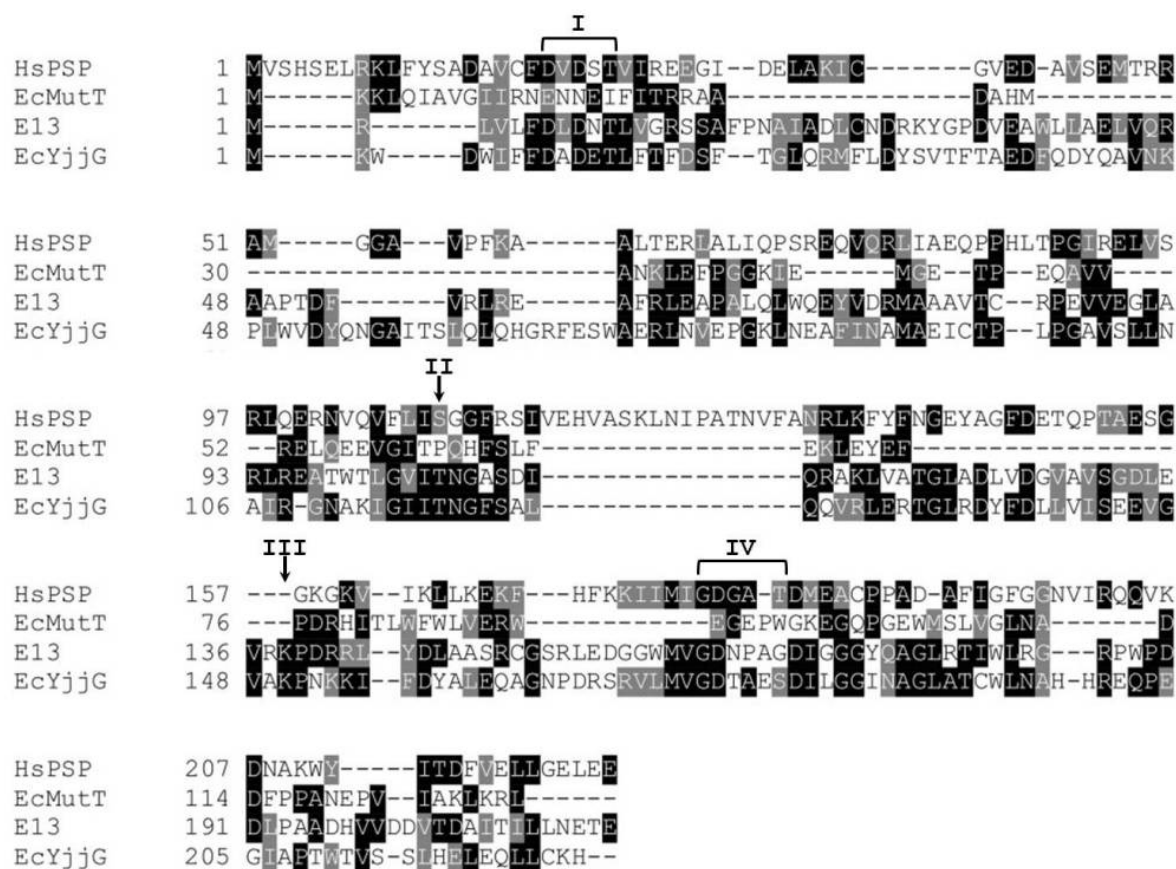 I
HsPSP 1 MVSHSELRKLFYSADAVCFDVDSTVIREEGI--DELAKIC-------GVED-AVSEMTRR
EcMutT 1 M------KKLQIAVGIIRNENNEIFITRRAA----------------DAHM---------
E13 1 M------R-------LVLFDLDNTLVGRSSAFPNAIADLCNDRKYGPDVEAWLLAELVQR
EcYjjG 1 M------KW-----DWIFFDADETLFTFDSF--TGLQRMFLDYSVTFTAEDFQDYQAVNK
HsPSP 51 AM-----GGA---VPFKA------ALTERLALIQPSREQVQRLIAEQPPHLTPGIRELVS
EcMutT 30 ------------------------ANKLEFPGGKIE------MGE--TP--EQAVV----
E13 48 AAPTDF-------VRLRE------AFRLEAPALQLWQEYVDRMAAAVTC--RPEVVEGLA
EcYjjG 48 PLWVDYQNGAITSLQLQHGRFESWAERLNVEPGKLNEAFINAMAEICTP--LPGAVSLLN
II
HsPSP 97 RLQERNVQVFLISGGFRSIVEHVASKLNIPATNVFANRLKFYFNGEYAGFDETQPTAESG
EcMutT 52 --RELQEEVGITPQHFSLF-----------------EKLEYEF-----------------
E13 93 RLREATWTLGVITNGASDI-----------------QRAKLVATGLADLVDGVAVSGDLE
EcYjjG 106 AIR-GNAKIGIITNGFSAL-----------------QQVRLERTGLRDYFDLLVISEEVG
III IV
HsPSP 157 ---GKGKV--IKLLKEKF---HFKKIIMIGDGA-TDMEACPPAD-AFIGFGGNVIRQQVK
EcMutT 76 ---PDRHITLWFWLVERW------------EGEPWGKEGQPGEWMSLVGLNA-------D
E13 136 VRKPDRRL--YDLAASRCGSRLEDGGWMVGDNPAGDIGGGYQAGLRTIWLRG---RPWPD
EcYjjG 148 VAKPNKKI--FDYALEQAGNPDRSRVLMVGDTAESDILGGINAGLATCWLNAH-HREQPE
HsPSP 207 DNAKWY-----ITDFVELLGELEE
EcMutT 114 DFPPANEPV--IAKLKRL------
E13 191 DLPAADHVVDDVTDAITILLNETE
EcYjjG 205 GIAPTWTVS-SLHELEQLLCKH--